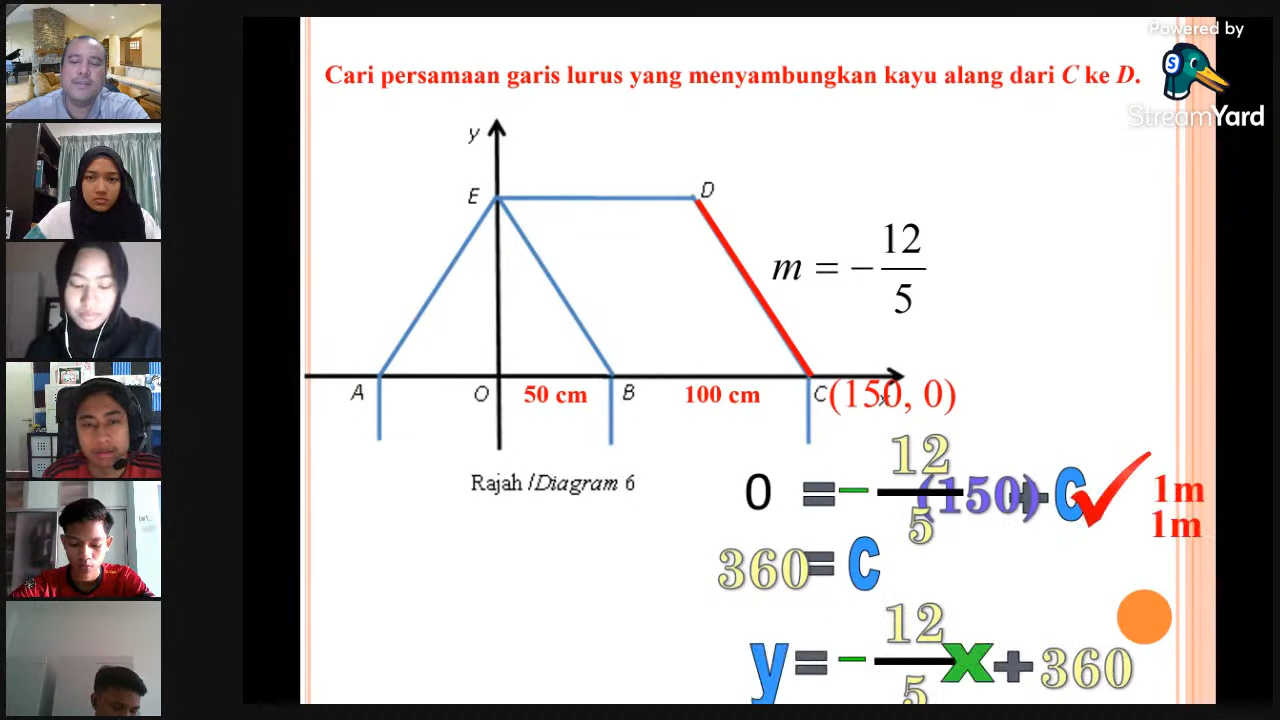 Powered by
StreamYard
Cari persamaan garis lurus yang menyambungkan kayu alang dari C ke D.
y
E
D
m = − 12/5
A
O
50 cm
B
100 cm
C
(150, 0)
x
Rajah / Diagram 6
0 = − 12/5 (150) + C
1m
1m
360 = C
y = − 12/5 x + 360